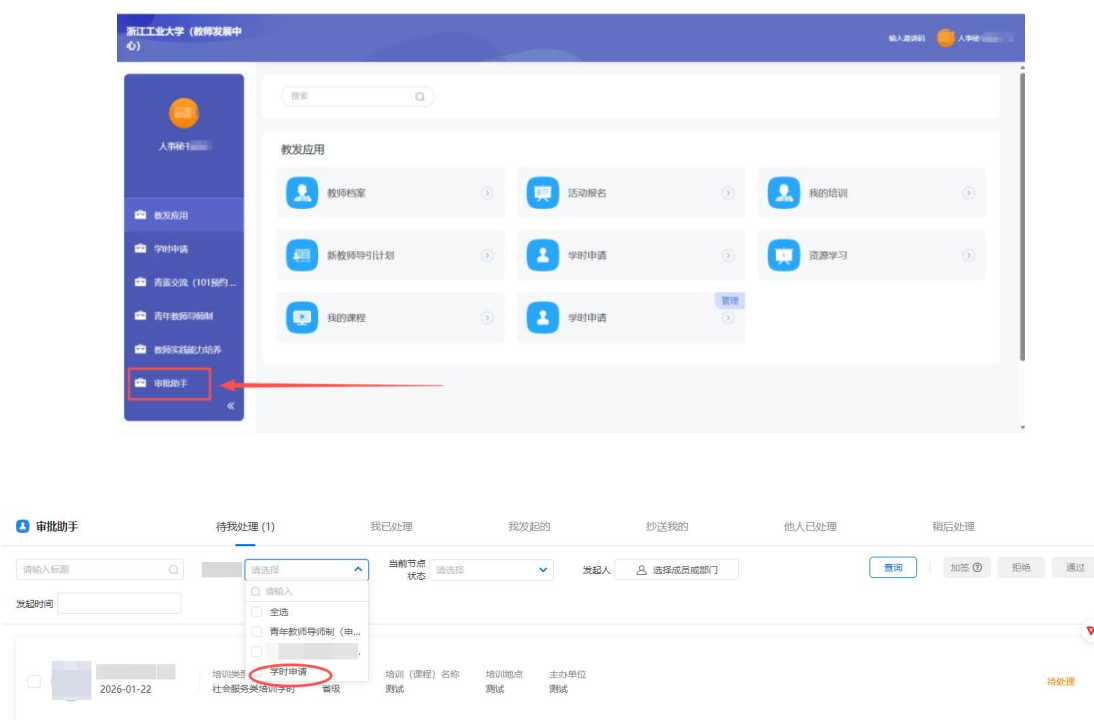 浙江工业大学（教师发展中
心）
输入邀请码
人事秘
人事秘书
搜索
教发应用
教师档案
活动报名
我的培训
新教师导引计划
学时申请
资源学习
我的课程
学时申请
管理
教发应用
学时申请
青蓝交流（101预约 ...
青年教师导师制
教师实践能力培养
审批助手
«
审批助手
待我处理 (1)
我已处理
我发起的
抄送我的
他人已处理
稍后处理
请输入标题
请选择
当前节点
状态
请选择
发起人
选择成员或部门
查询
加签
拒绝
通过
发起时间
请输入
全选
青年教师导师制（申...
学时申请
2026-01-22
培训类
社会服务类培训学时
省级
培训（课程）名称
测试
培训地点
测试
主办单位
测试
待处理